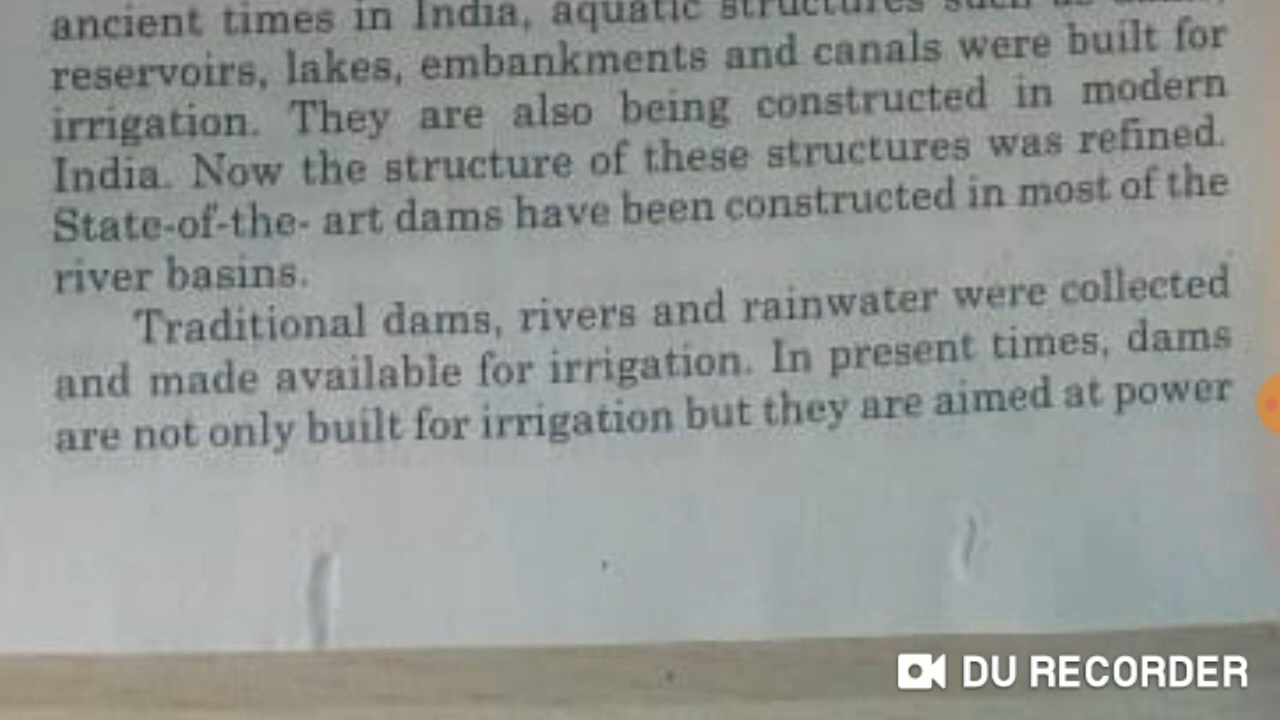 ancient times in India, aquatic structures such as
reservoirs, lakes, embankments and canals were built for
irrigation. They are also being constructed in modern
India. Now the structure of these structures was refined.
State-of-the- art dams have been constructed in most of the
river basins.
Traditional dams, rivers and rainwater were collected
and made available for irrigation. In present times, dams
are not only built for irrigation but they are aimed at power
DU RECORDER